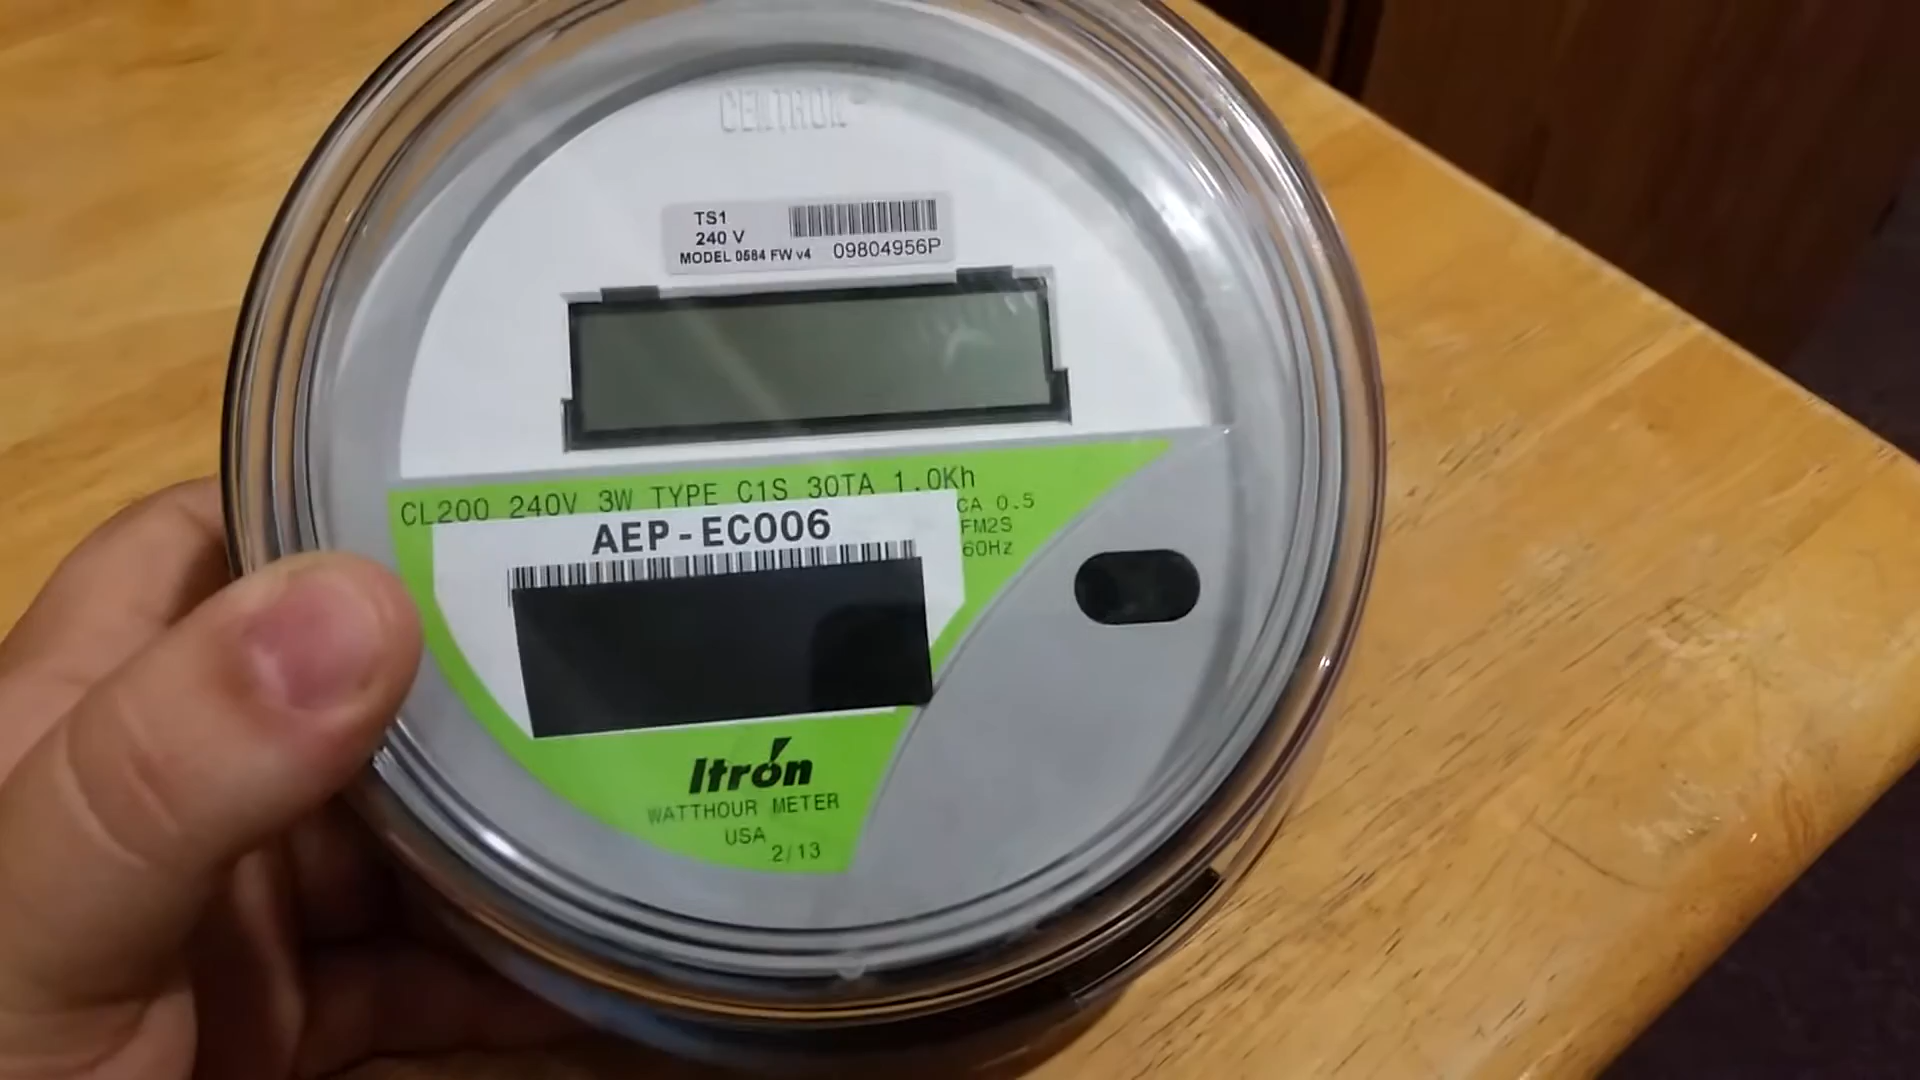 CENTRON®
TS1
240 V
MODEL 0584 FW v4 09804956P
CL200 240V 3W TYPE C1S 30TA 1.0Kh
CA 0.5
FM2S
60Hz
AEP-EC006
Itrón
WATTHOUR METER
USA
2/13